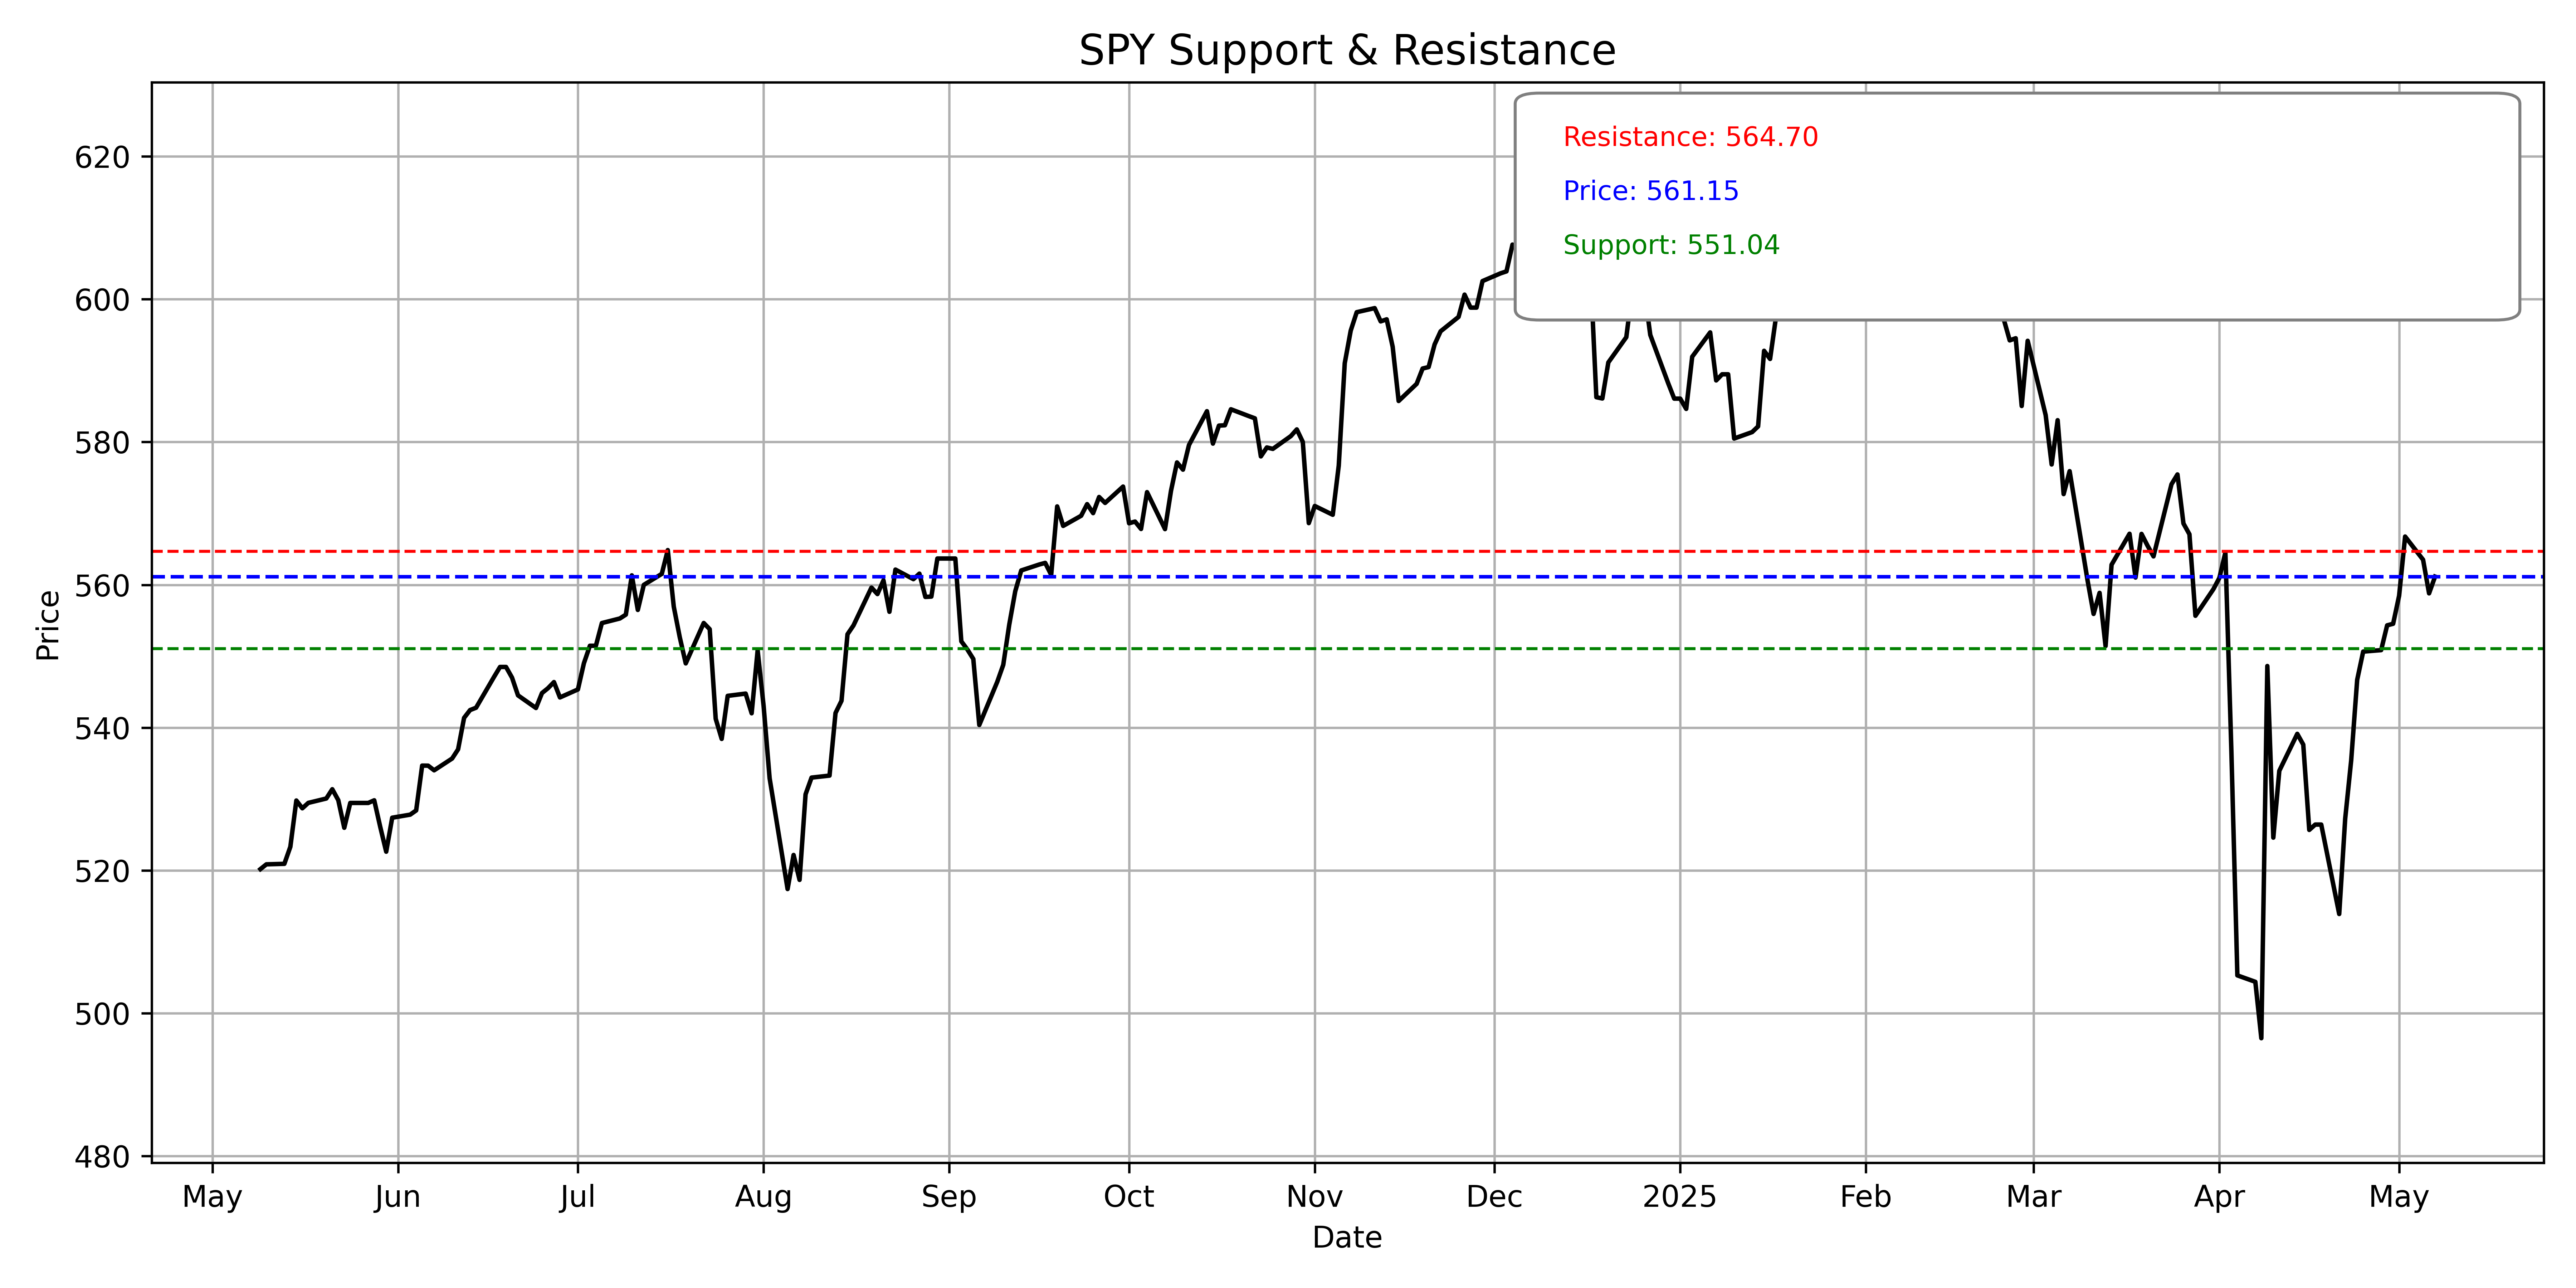 SPY Support & Resistance
Resistance: 564.70
Price: 561.15
Support: 551.04
Price
620
600
580
560
540
520
500
480
May Jun Jul Aug Sep Oct Nov Dec 2025 Feb Mar Apr May
Date